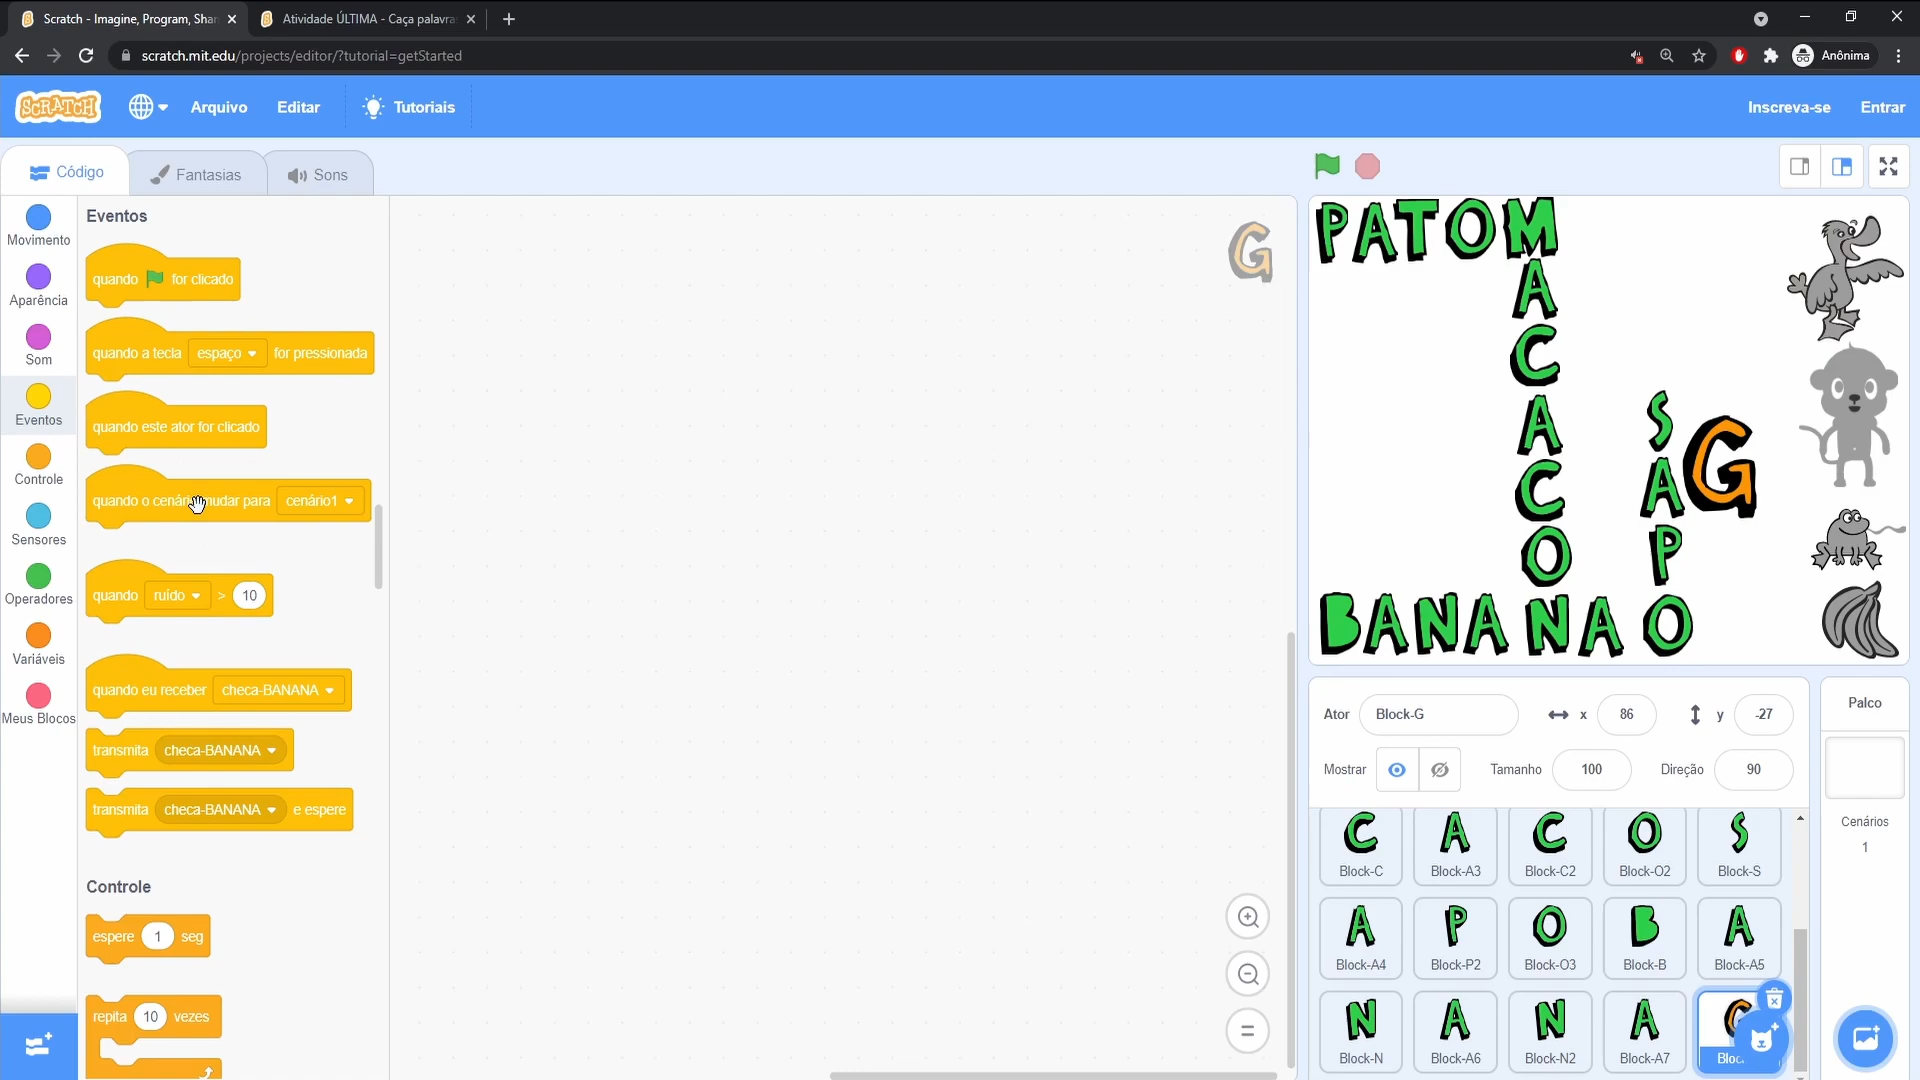 Scratch - Imagine, Program, Shar
Atividade ÚLTIMA - Caça palavra
scratch.mit.edu/projects/editor/?tutorial=getStarted
Anônima
SCRATCH
Arquivo
Editar
Tutoriais
Inscreva-se
Entrar
Código
Fantasias
Sons
Movimento
Aparência
Som
Eventos
Controle
Sensores
Operadores
Variáveis
Meus Blocos
Eventos
quando for clicado
quando a tecla espaço for pressionada
quando este ator for clicado
quando o cenário mudar para cenário1
quando ruído > 10
quando eu receber checa-BANANA
transmita checa-BANANA
transmita checa-BANANA e espere
Controle
espere 1 seg
repita 10 vezes
G
PATOM
A
C
A
C
O
S
A
P
G
BANANAO
Ator Block-G x 86 y -27
Mostrar Tamanho 100 Direção 90
C A C O S
Block-C Block-A3 Block-C2 Block-O2 Block-S
A P O B A
Block-A4 Block-P2 Block-O3 Block-B Block-A5
N A N A G
Block-N Block-A6 Block-N2 Block-A7 Bloc
Palco
Cenários
1